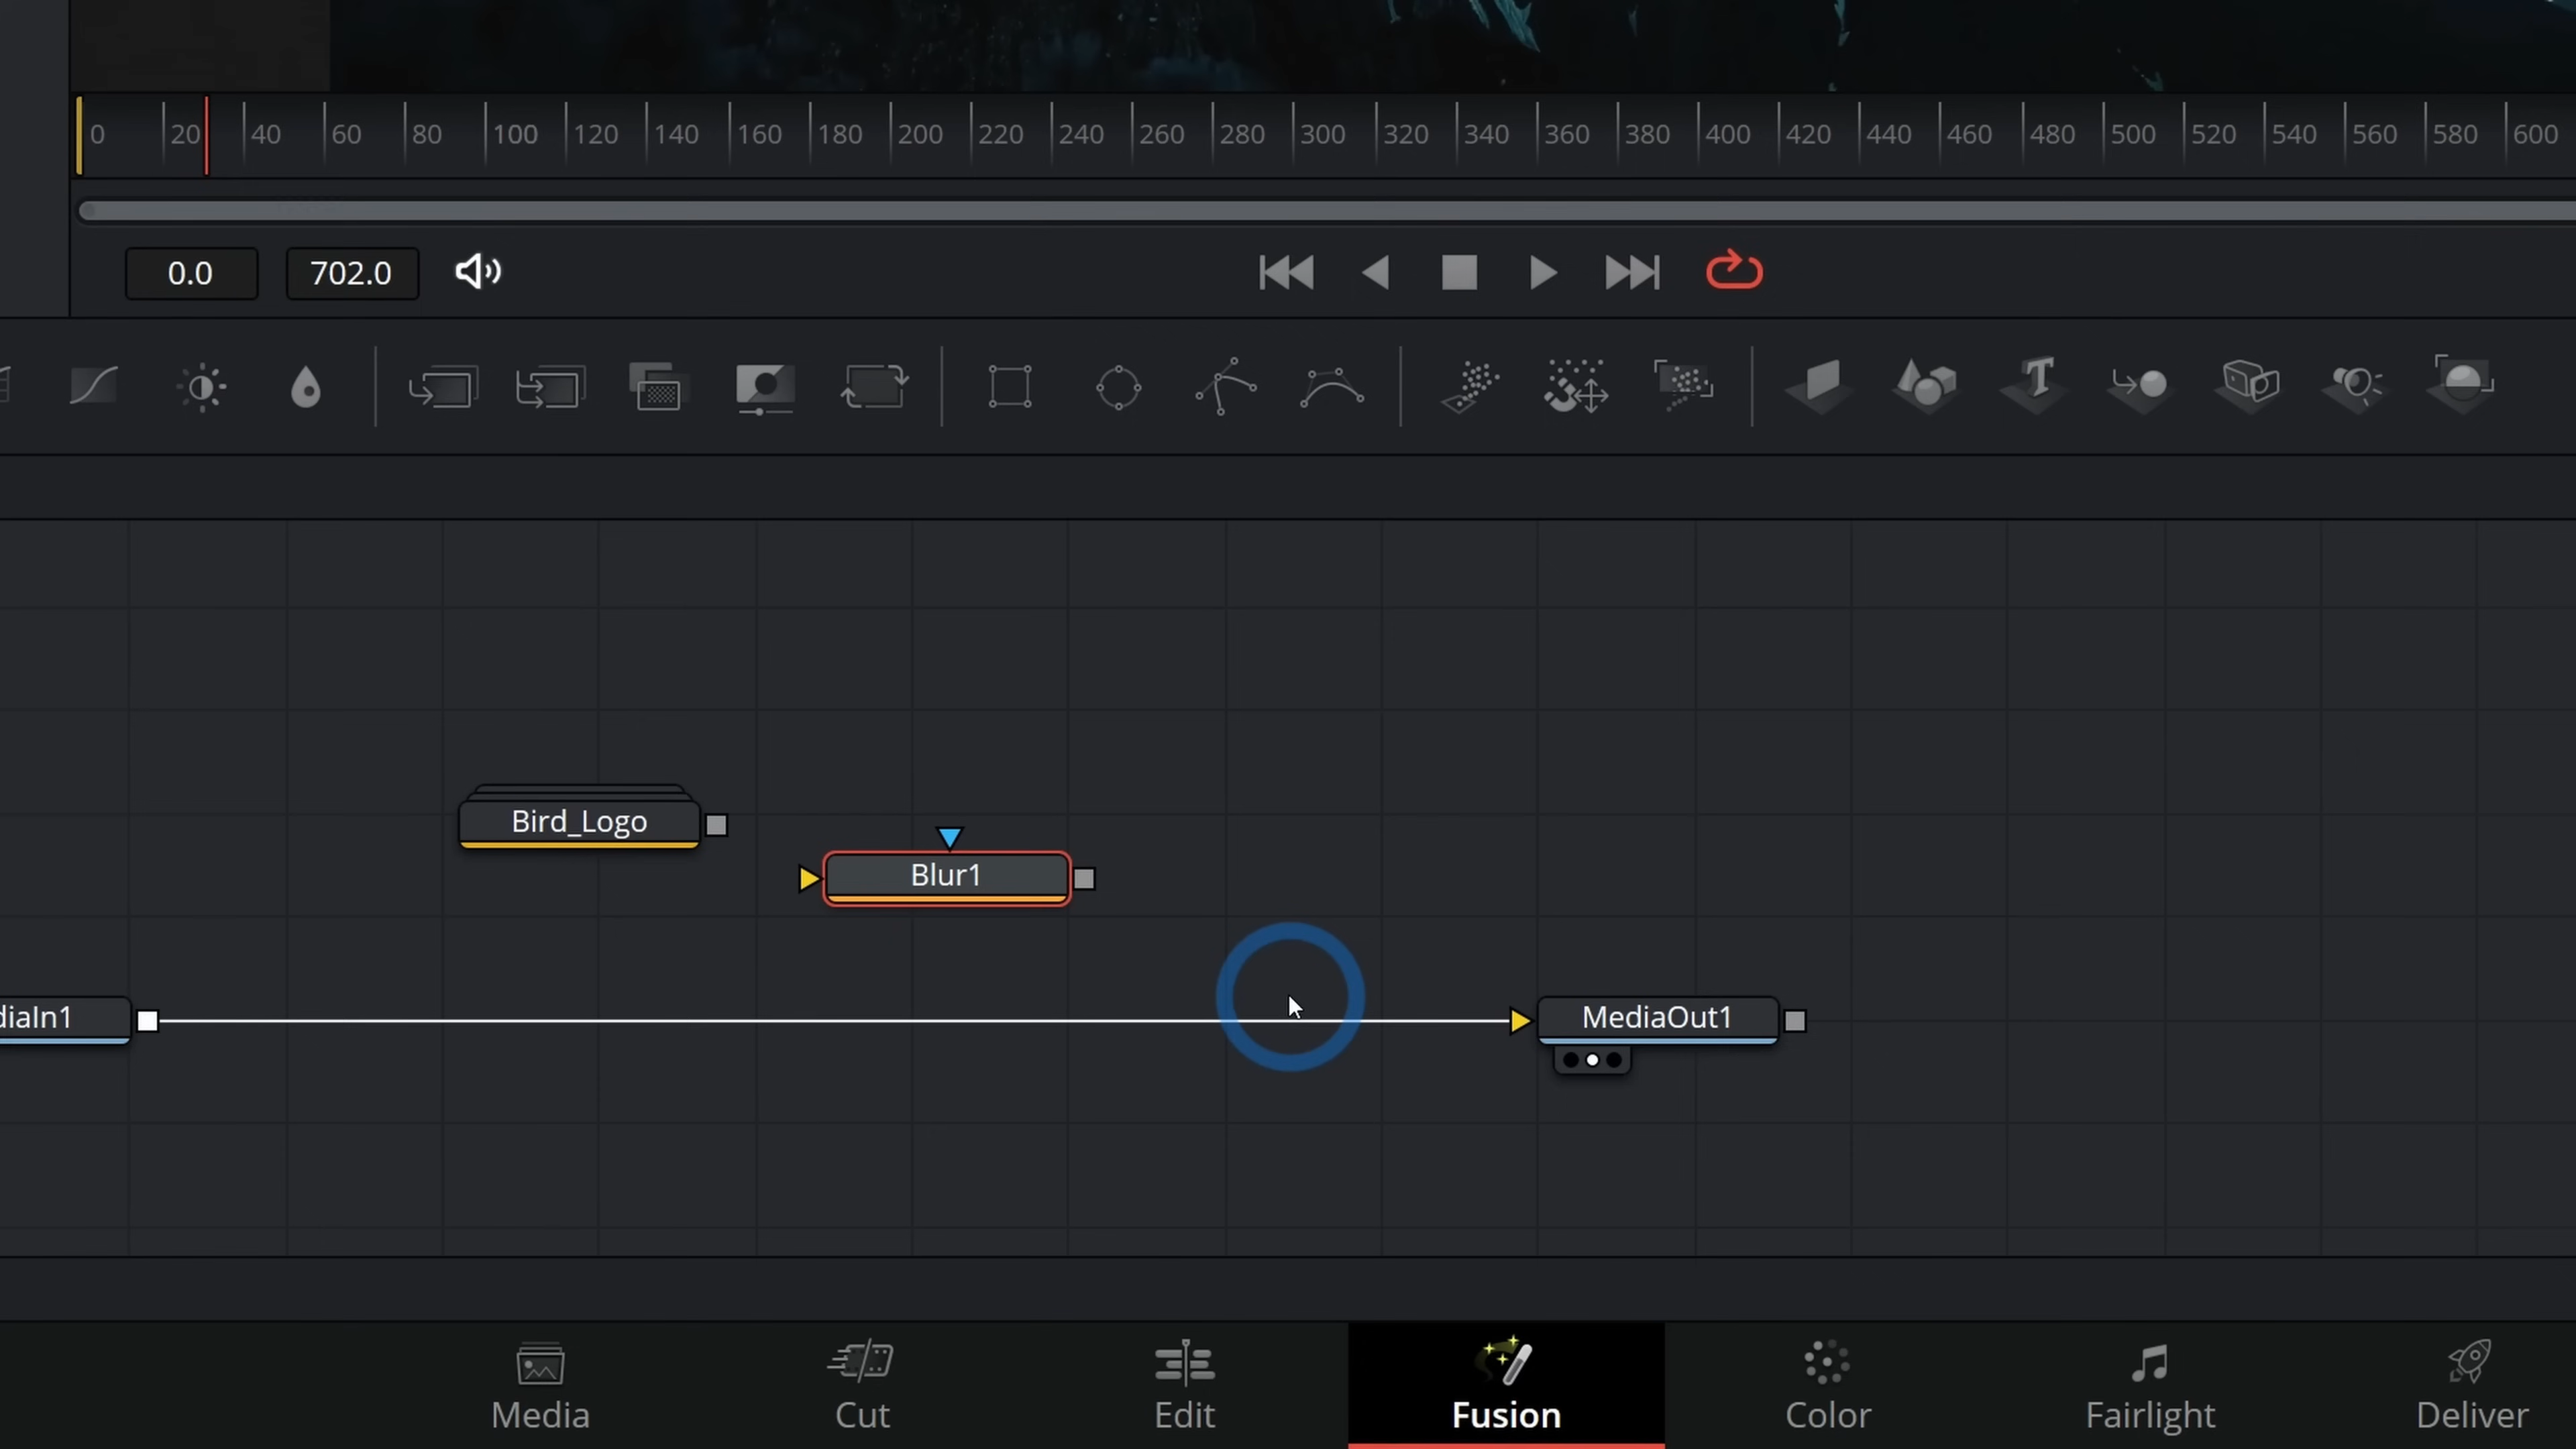 0 20 40 60 80 100 120 140 160 180 200 220 240 260 280 300 320 340 360 380 400 420 440 460 480 500 520 540 560 580 600
0.0 702.0
Bird_Logo
Blur1
diaIn1 MediaOut1
Media Cut Edit Fusion Color Fairlight Deliver